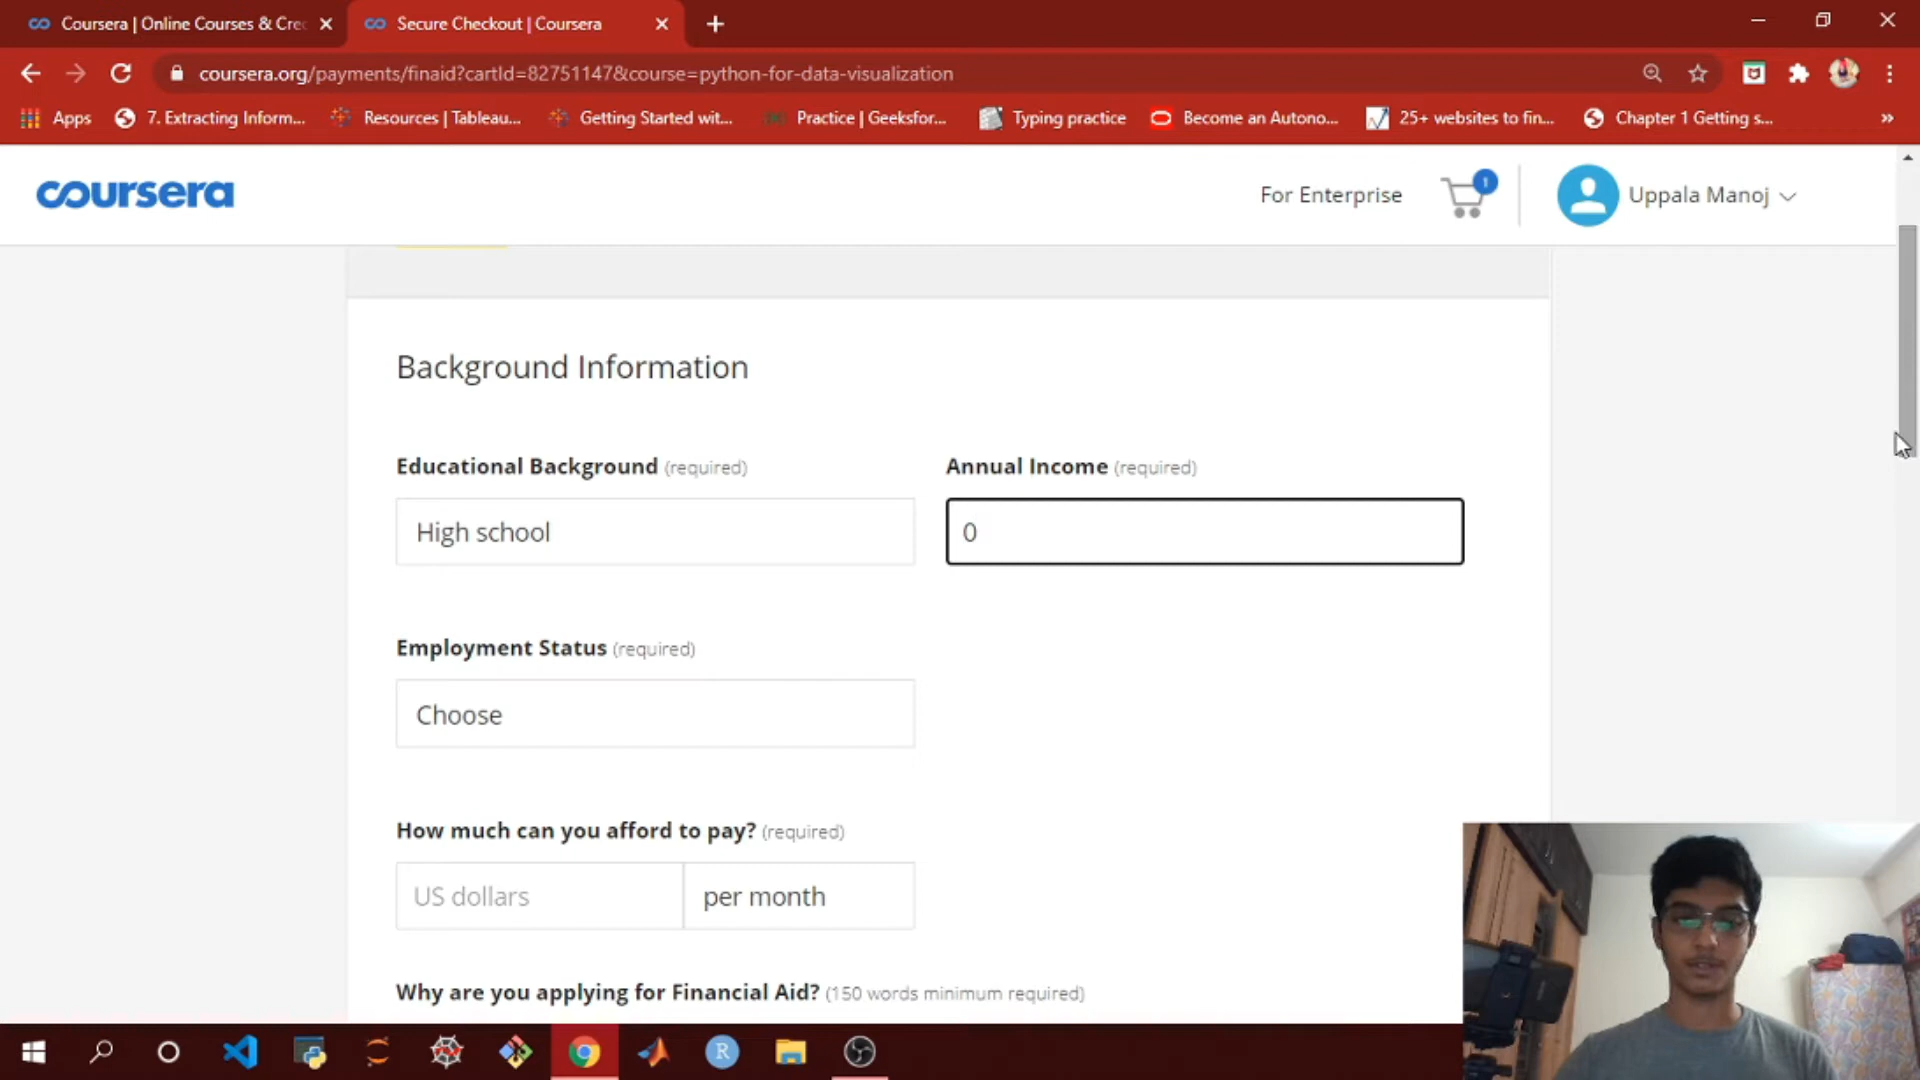 Coursera | Online Courses & Cre
Secure Checkout | Coursera
coursera.org/payments/finaid?cartId=82751147&course=python-for-data-visualization
Apps
7. Extracting Inform...
Resources | Tableau...
Getting Started wit...
Practice | Geeksfor...
Typing practice
Become an Autono...
25+ websites to fin...
Chapter 1 Getting s...
»
coursera
For Enterprise
1
Uppala Manoj
Background Information
Educational Background (required)
Annual Income (required)
High school
0
Employment Status (required)
Choose
How much can you afford to pay? (required)
US dollars
per month
Why are you applying for Financial Aid? (150 words minimum required)
R